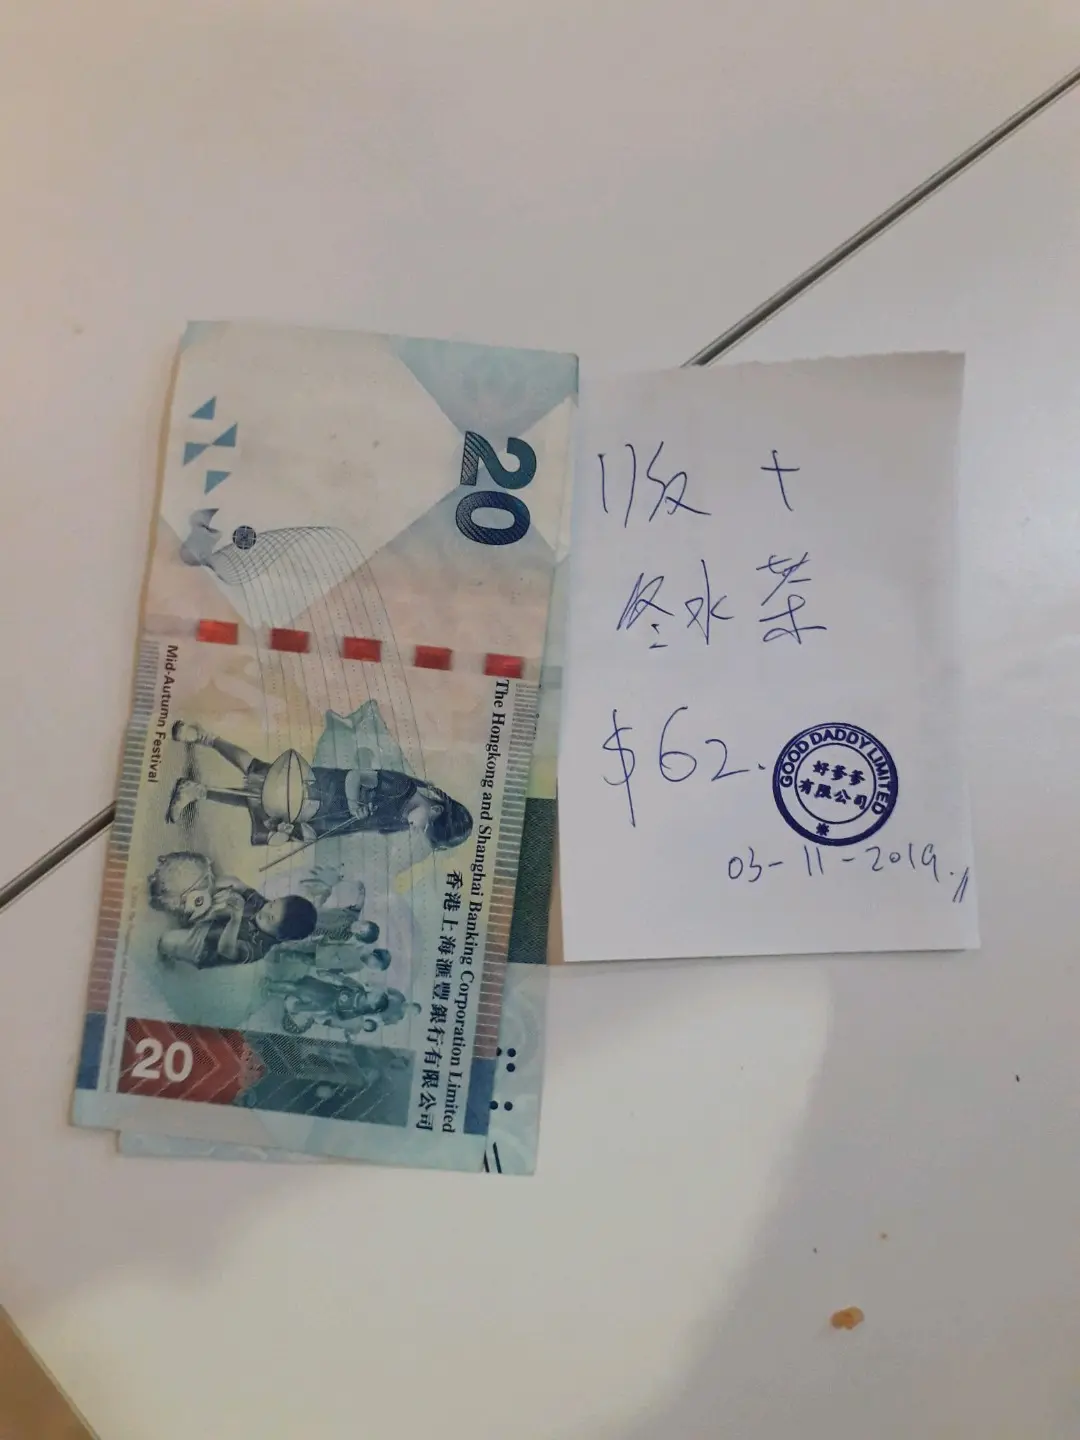 20
Mid-Autumn Festival
The Hongkong and Shanghai Banking Corporation Limited
香港上海滙豐銀行有限公司
20
+
冬水茶
$62.
GOOD DADDY LIMITED
好爹爹
有限公司
03-11-2019.